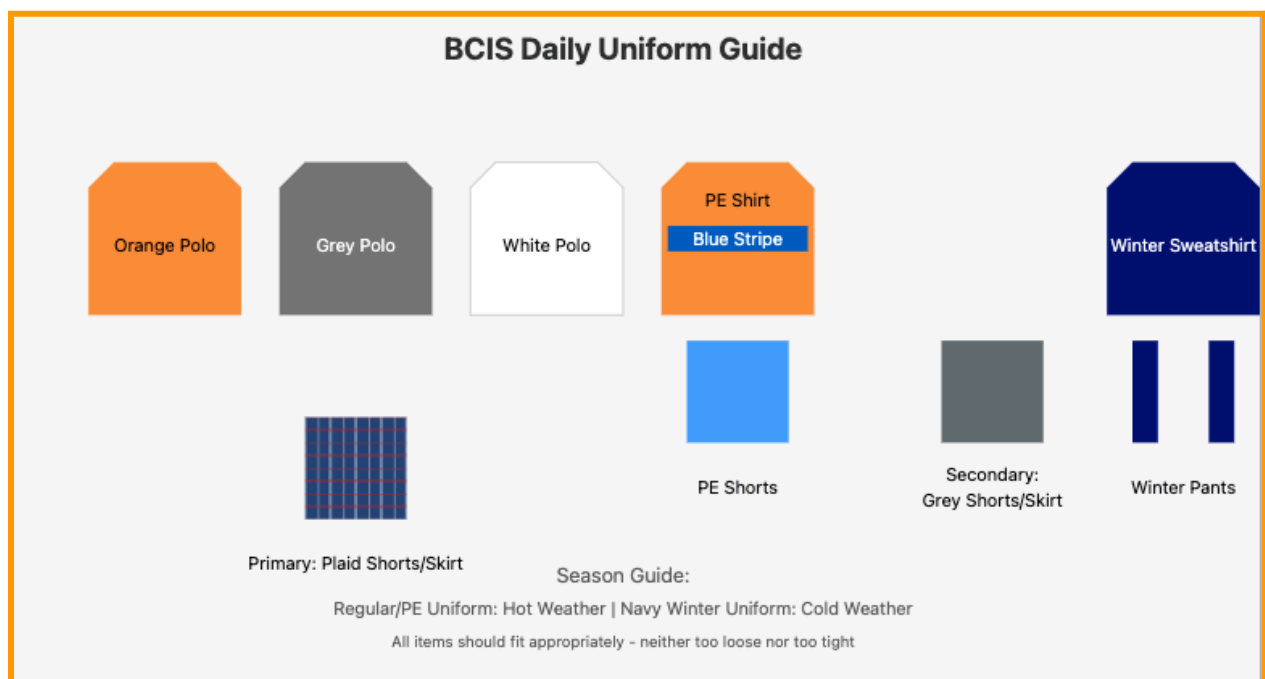 BCIS Daily Uniform Guide
Orange Polo
Grey Polo
White Polo
PE Shirt
Blue Stripe
Winter Sweatshirt
PE Shorts
Secondary:
Grey Shorts/Skirt
Winter Pants
Primary: Plaid Shorts/Skirt
Season Guide:
Regular/PE Uniform: Hot Weather | Navy Winter Uniform: Cold Weather
All items should fit appropriately - neither too loose nor too tight